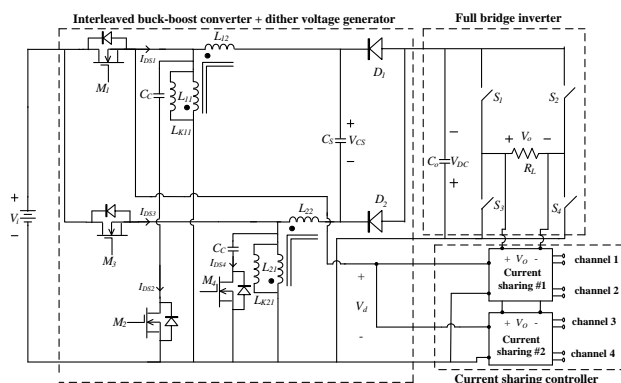 Interleaved buck-boost converter + dither voltage generator
Full bridge inverter
L12
IDS1
M1
CC
L11
LK11
D1
S1
S2
+
CS
VCS
-
-
Co
VDC
+
+ Vo -
RL
+
Vi
-
IDS3
M3
L22
D2
S3
S4
CC
IDS4
L21
M4
LK21
IDS2
M2
+
Vd
-
+ VO -
Current
sharing #1
channel 1
channel 2
+ VO -
Current
sharing #2
channel 3
channel 4
Current sharing controller